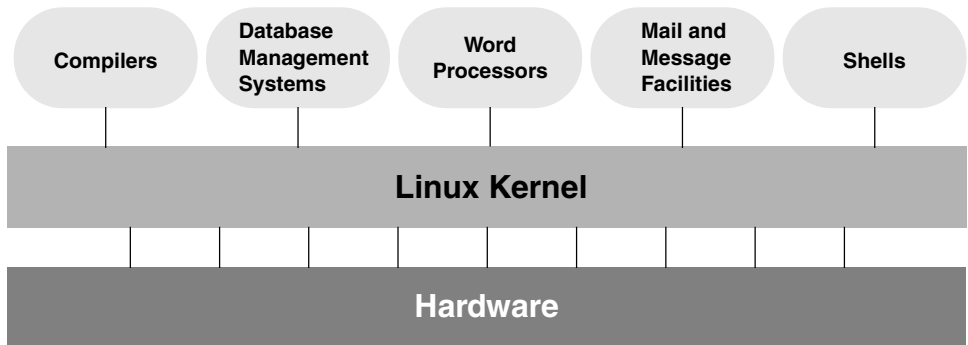 Compilers
Database
Management
Systems
Word
Processors
Mail and
Message
Facilities
Shells
Linux Kernel
Hardware